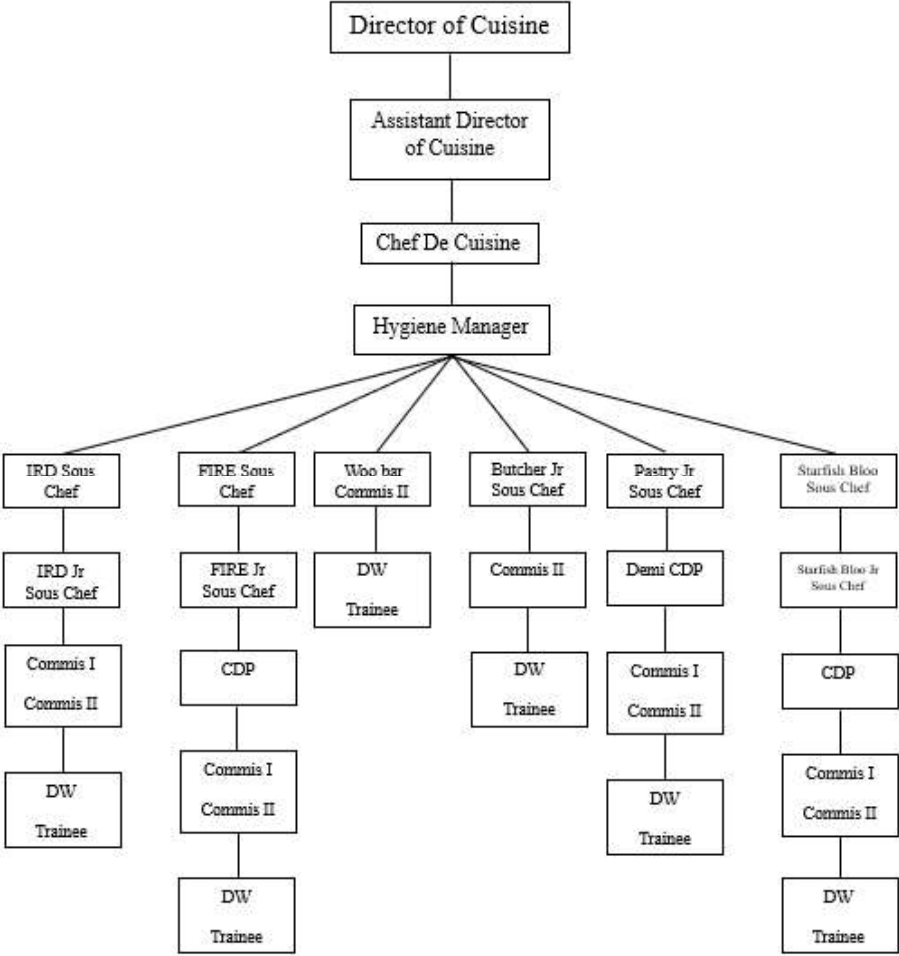 Director of Cuisine
Assistant Director
of Cuisine
Chef De Cuisine
Hygiene Manager
IRD Sous
Chef
FIRE Sous
Chef
Woo bar
Commis II
Butcher Jr
Sous Chef
Pastry Jr
Sous Chef
Starfish Bloo
Sous Chef
IRD Jr
Sous Chef
FIRE Jr
Sous Chef
DW
Trainee
Commis II
Demi CDP
Starfish Bloo Jr
Sous Chef
Commis I
Commis II
CDP
DW
Trainee
Commis I
Commis II
CDP
DW
Trainee
Commis I
Commis II
DW
Trainee
Commis I
Commis II
DW
Trainee
DW
Trainee